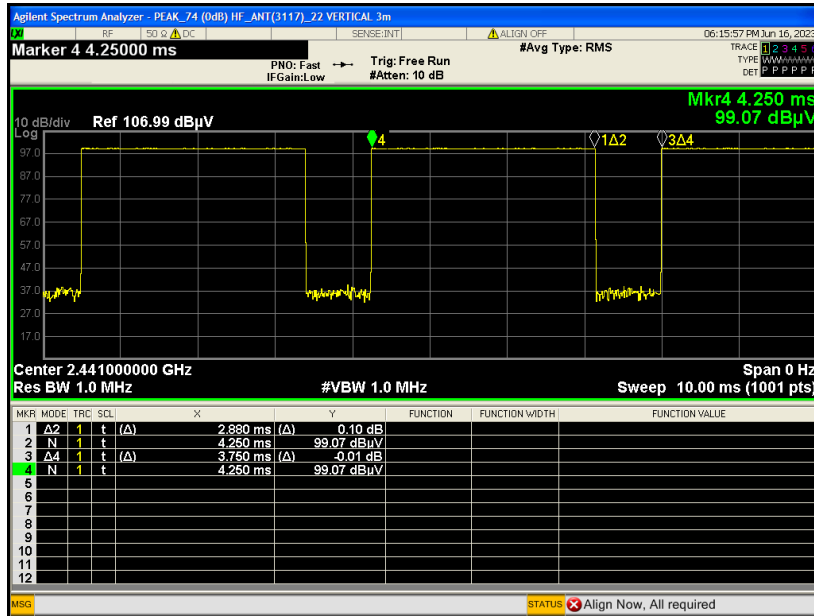 Agilent Spectrum Analyzer - PEAK_74 (0dB) HF_ANT(3117)_22 VERTICAL 3m
LXI RF 50 Ω DC SENSE:INT ALIGN OFF 06:15:57 PM Jun 16, 2023
Marker 4 4.25000 ms
#Avg Type: RMS
TRACE 1 2 3 4 5
TYPE
DET P P P P P
PNO: Fast Trig: Free Run
IFGain:Low #Atten: 10 dB
Mkr4 4.250 ms
99.07 dBµV
10 dB/div Ref 106.99 dBµV
Log
4 1Δ2 3Δ4
97.0
87.0
77.0
67.0
57.0
47.0
37.0
27.0
17.0
Center 2.441000000 GHz Span 0 Hz
Res BW 1.0 MHz #VBW 1.0 MHz Sweep 10.00 ms (1001 pts)
MKR MODE TRC SCL X Y FUNCTION FUNCTION WIDTH FUNCTION VALUE
1 Δ2 1 t (Δ) 2.880 ms (Δ) 0.10 dB
2 N 1 t 4.250 ms 99.07 dBµV
3 Δ4 1 t (Δ) 3.750 ms (Δ) -0.01 dB
4 N 1 t 4.250 ms 99.07 dBµV
5
6
7
8
9
10
11
12
MSG STATUS Align Now, All required